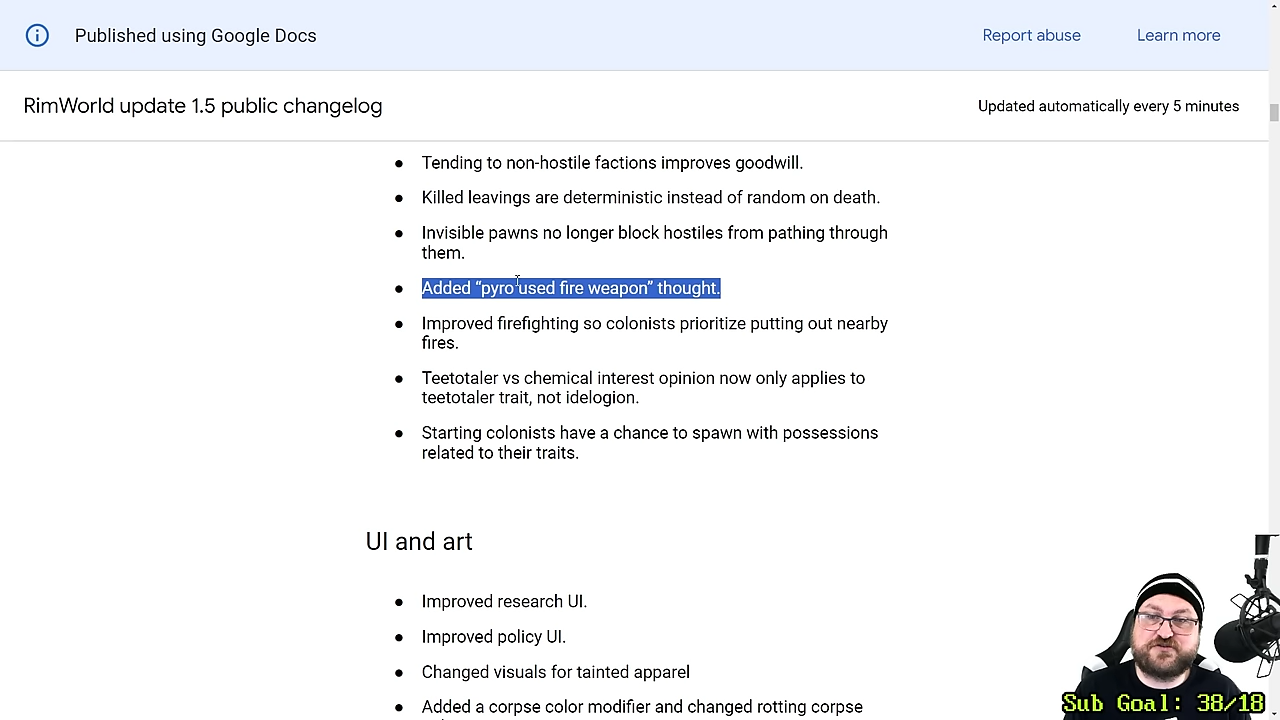 Published using Google Docs
Report abuse
Learn more
RimWorld update 1.5 public changelog
Updated automatically every 5 minutes
● Tending to non-hostile factions improves goodwill.
● Killed leavings are deterministic instead of random on death.
● Invisible pawns no longer block hostiles from pathing through
them.
● Added “pyro used fire weapon” thought.
● Improved firefighting so colonists prioritize putting out nearby
fires.
● Teetotaler vs chemical interest opinion now only applies to
teetotaler trait, not idelogion.
● Starting colonists have a chance to spawn with possessions
related to their traits.
UI and art
● Improved research UI.
● Improved policy UI.
● Changed visuals for tainted apparel
● Added a corpse color modifier and changed rotting corpse
Sub Goal: 38/18